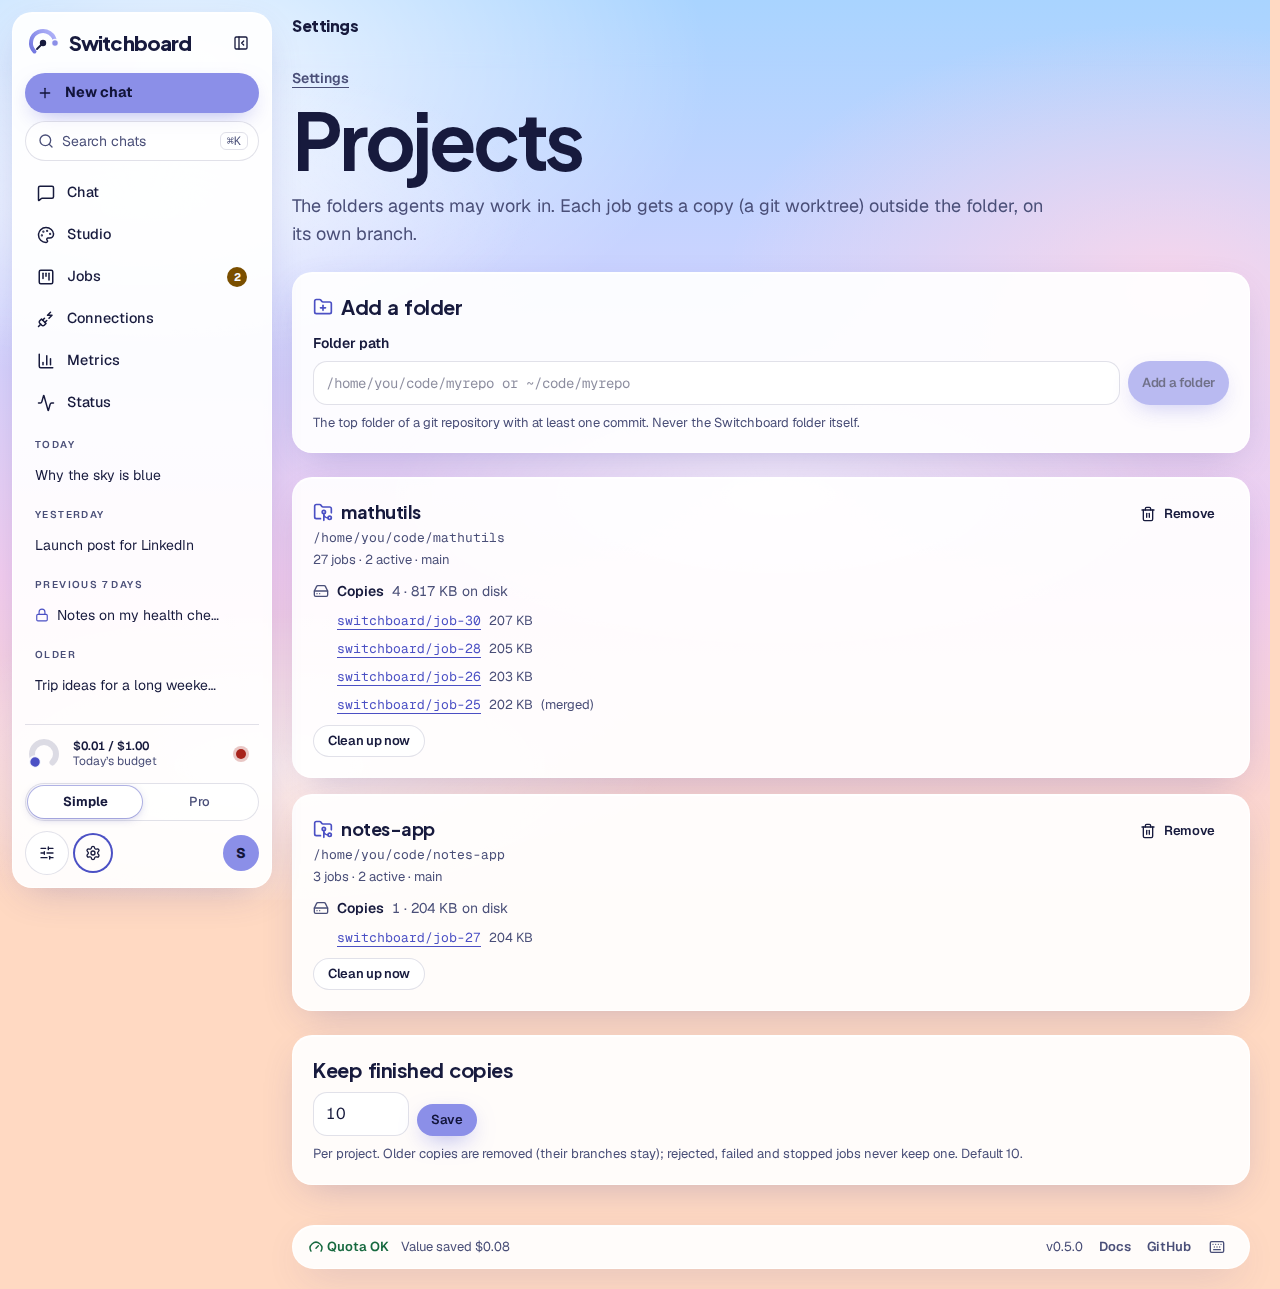 Switchboard
New chat
Search chats ⌘K
Chat
Studio
Jobs 2
Connections
Metrics
Status
TODAY
Why the sky is blue
YESTERDAY
Launch post for LinkedIn
PREVIOUS 7 DAYS
Notes on my health che...
OLDER
Trip ideas for a long weeke...
$0.01 / $1.00
Today's budget
Simple Pro
S
Settings
Settings
Projects
The folders agents may work in. Each job gets a copy (a git worktree) outside the folder, on
its own branch.
Add a folder
Folder path
/home/you/code/myrepo or ~/code/myrepo Add a folder
The top folder of a git repository with at least one commit. Never the Switchboard folder itself.
mathutils Remove
/home/you/code/mathutils
27 jobs · 2 active · main
Copies 4 · 817 KB on disk
switchboard/job-30 207 KB
switchboard/job-28 205 KB
switchboard/job-26 203 KB
switchboard/job-25 202 KB (merged)
Clean up now
notes-app Remove
/home/you/code/notes-app
3 jobs · 2 active · main
Copies 1 · 204 KB on disk
switchboard/job-27 204 KB
Clean up now
Keep finished copies
10 Save
Per project. Older copies are removed (their branches stay); rejected, failed and stopped jobs never keep one. Default 10.
Quota OK Value saved $0.08 v0.5.0 Docs GitHub